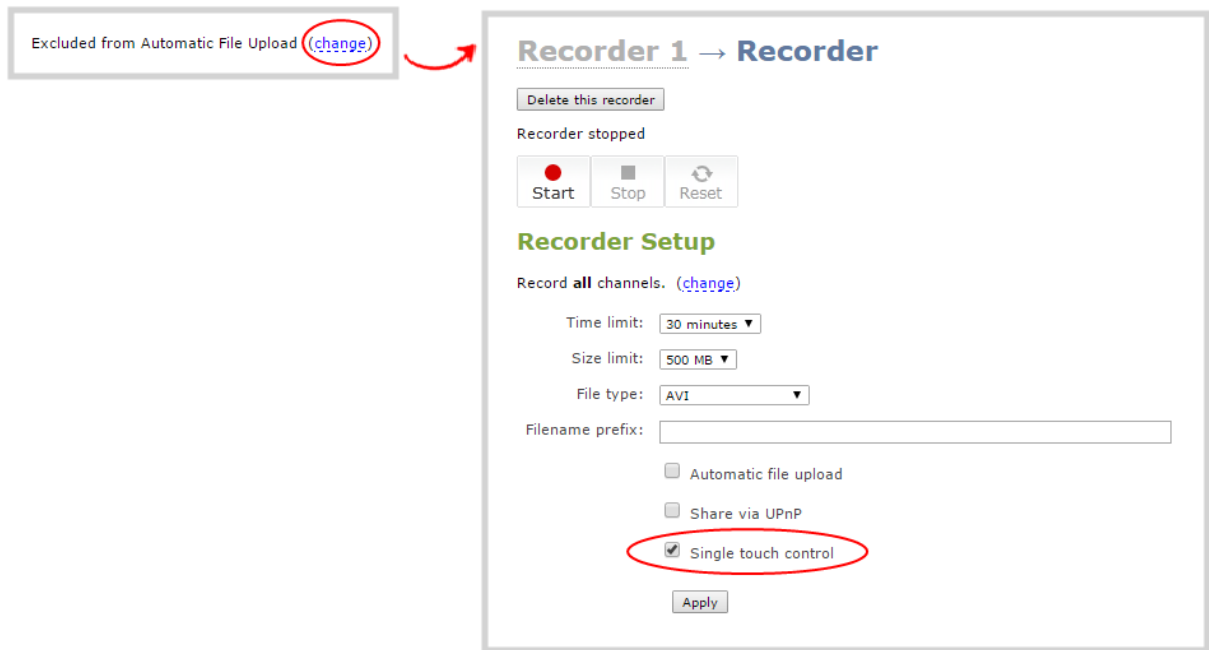 Excluded from Automatic File Upload (change)
Recorder 1 → Recorder
Delete this recorder
Recorder stopped
Start Stop Reset
Recorder Setup
Record all channels. (change)
Time limit: 30 minutes ▼
Size limit: 500 MB ▼
File type: AVI ▼
Filename prefix:
Automatic file upload
Share via UPnP
Single touch control
Apply